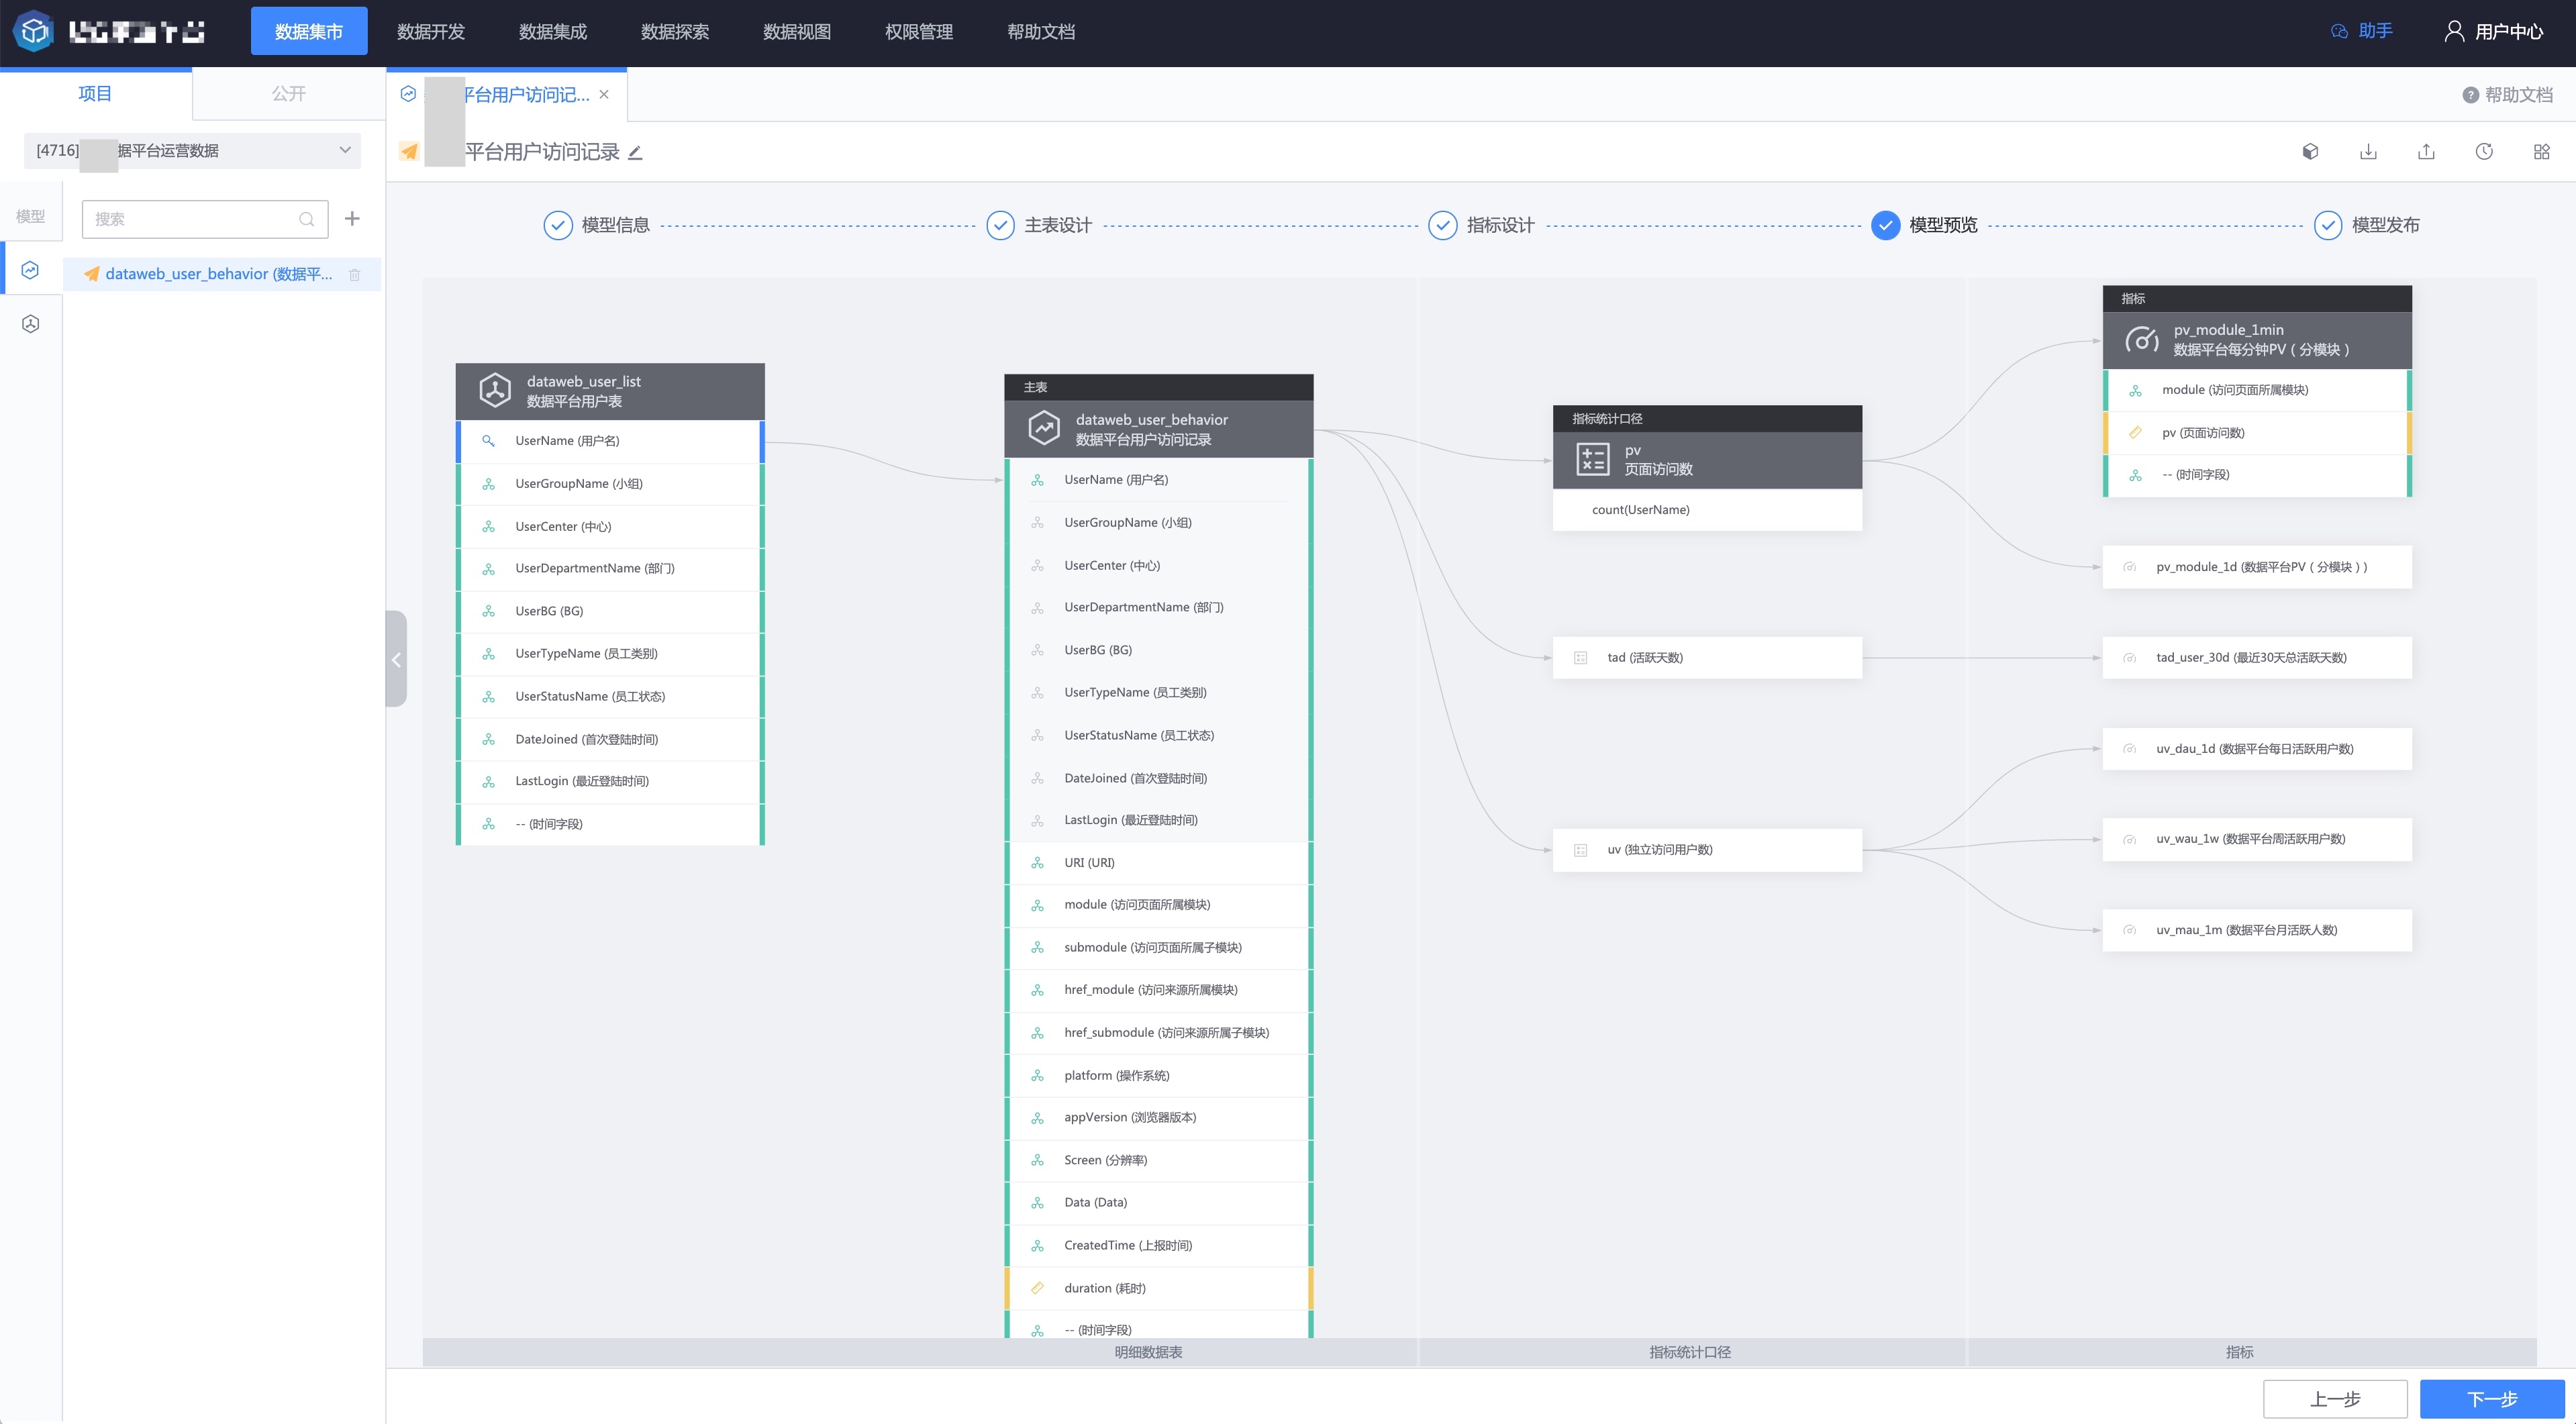 数据集市
数据开发
数据集成
数据探索
数据视图
权限管理
帮助文档
助手
用户中心
项目
公开
平台用户访问记...
帮助文档
[4716] 据平台运营数据
平台用户访问记录
模型
搜索
dataweb_user_behavior (数据平...
模型信息
主表设计
指标设计
模型预览
模型发布
dataweb_user_list
数据平台用户表
UserName (用户名)
UserGroupName (小组)
UserCenter (中心)
UserDepartmentName (部门)
UserBG (BG)
UserTypeName (员工类别)
UserStatusName (员工状态)
DateJoined (首次登陆时间)
LastLogin (最近登陆时间)
-- (时间字段)
主表
dataweb_user_behavior
数据平台用户访问记录
UserName (用户名)
UserGroupName (小组)
UserCenter (中心)
UserDepartmentName (部门)
UserBG (BG)
UserTypeName (员工类别)
UserStatusName (员工状态)
DateJoined (首次登陆时间)
LastLogin (最近登陆时间)
URI (URI)
module (访问页面所属模块)
submodule (访问页面所属子模块)
href_module (访问来源所属模块)
href_submodule (访问来源所属子模块)
platform (操作系统)
appVersion (浏览器版本)
Screen (分辨率)
Data (Data)
CreatedTime (上报时间)
duration (耗时)
-- (时间字段)
指标统计口径
pv
页面访问数
count(UserName)
tad (活跃天数)
uv (独立访问用户数)
指标
pv_module_1min
数据平台每分钟PV（分模块）
module (访问页面所属模块)
pv (页面访问数)
-- (时间字段)
pv_module_1d (数据平台PV（分模块）)
tad_user_30d (最近30天总活跃天数)
uv_dau_1d (数据平台每日活跃用户数)
uv_wau_1w (数据平台周活跃用户数)
uv_mau_1m (数据平台月活跃人数)
明细数据表
指标统计口径
指标
上一步
下一步